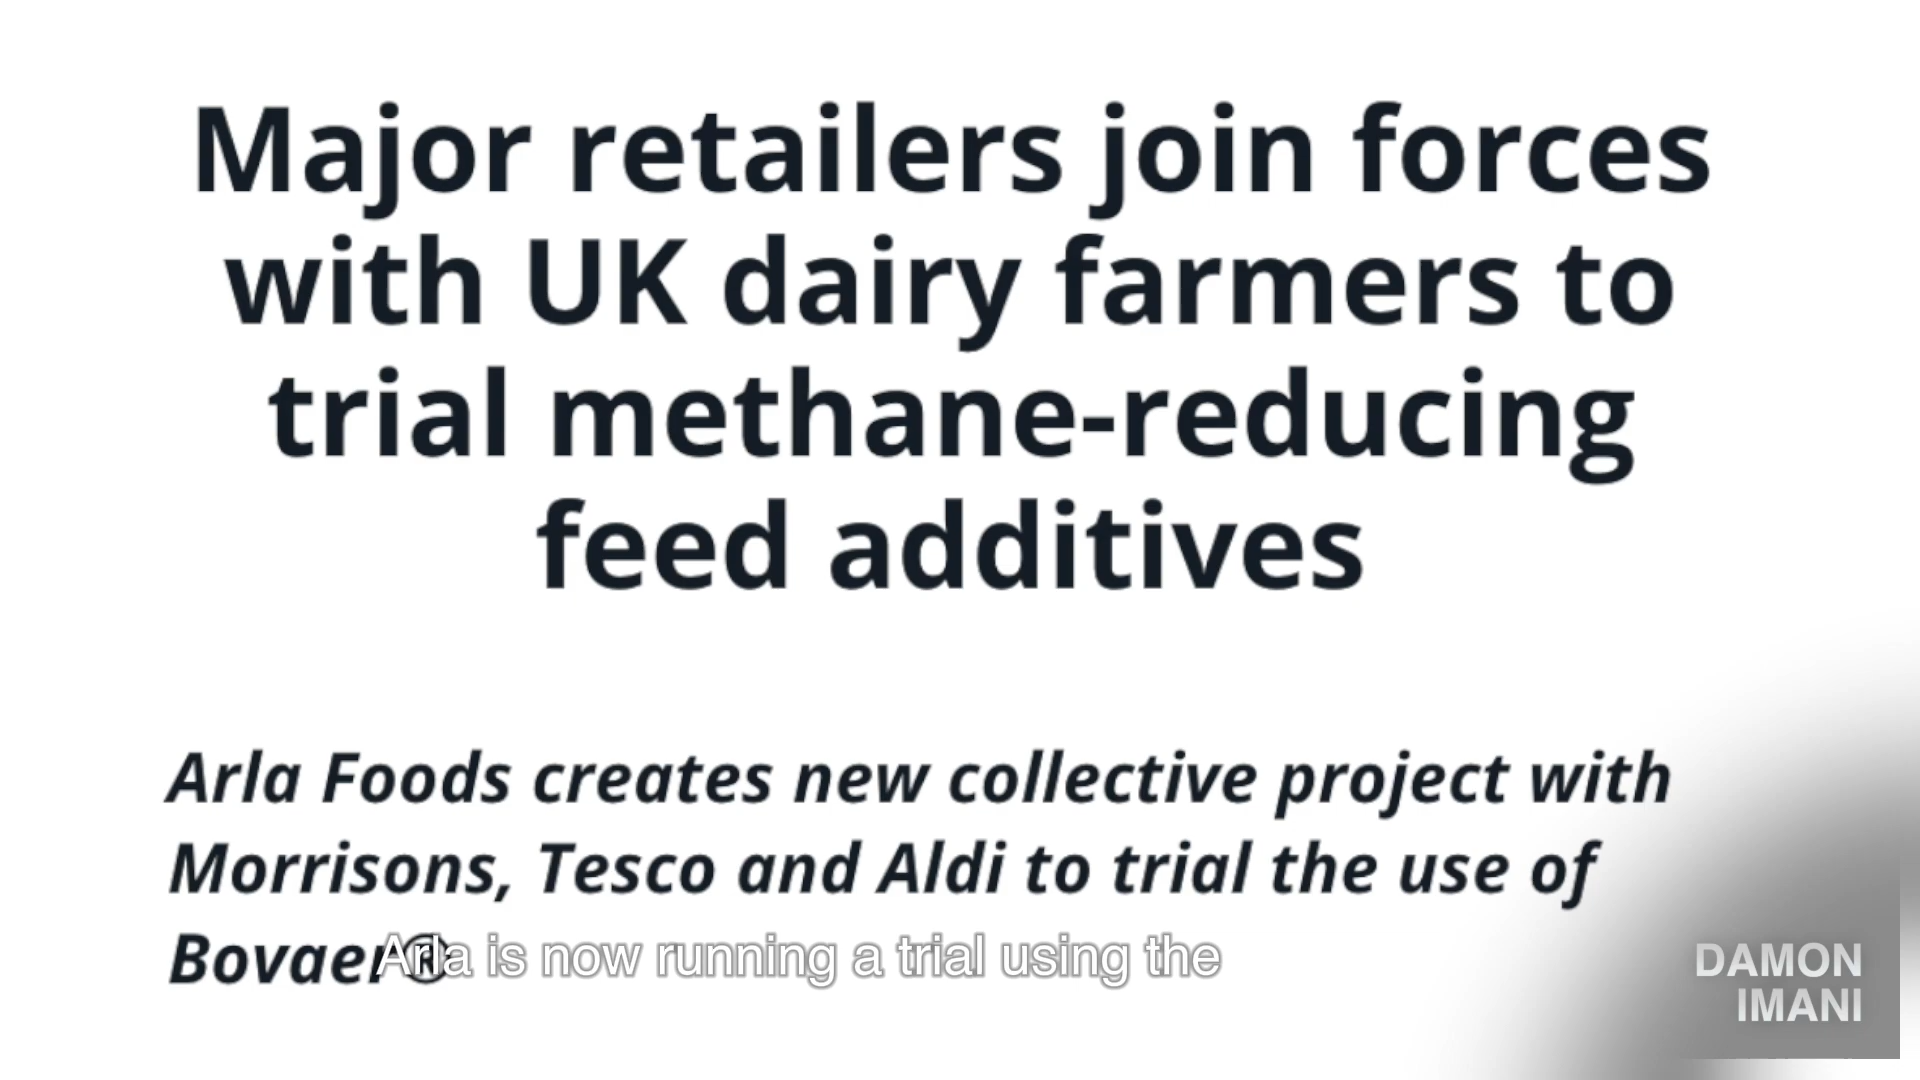 Major retailers join forces
with UK dairy farmers to
trial methane-reducing
feed additives
Arla Foods creates new collective project with
Morrisons, Tesco and Aldi to trial the use of
Bovaer®
Arla is now running a trial using the
DAMON
IMANI